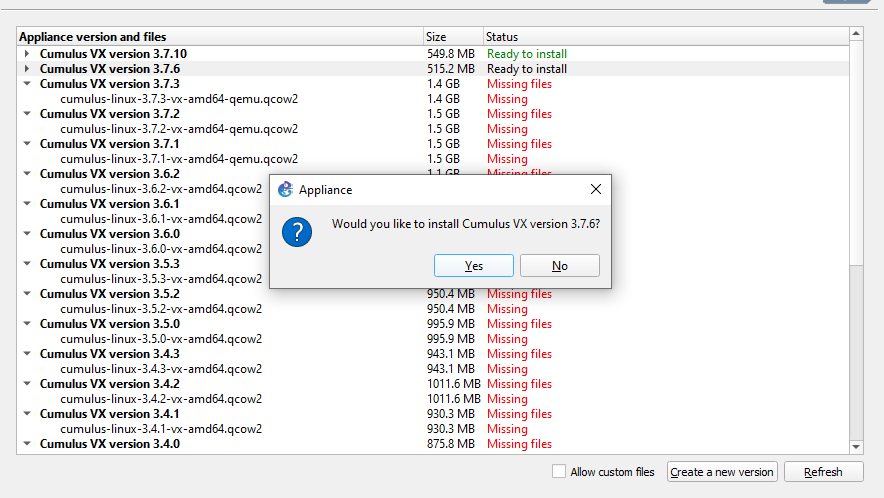 Appliance version and files Size Status
Cumulus VX version 3.7.10 549.8 MB Ready to install
Cumulus VX version 3.7.6 515.2 MB Ready to install
Cumulus VX version 3.7.3 1.4 GB Missing files
cumulus-linux-3.7.3-vx-amd64-qemu.qcow2 1.4 GB Missing
Cumulus VX version 3.7.2 1.5 GB Missing files
cumulus-linux-3.7.2-vx-amd64-qemu.qcow2 1.5 GB Missing
Cumulus VX version 3.7.1 1.5 GB Missing files
cumulus-linux-3.7.1-vx-amd64-qemu.qcow2 1.5 GB Missing
Cumulus VX version 3.6.2 1.1 GB Missing files
cumulus-linux-3.6.2-vx-amd64.qcow2
Appliance
Cumulus VX version 3.6.1
cumulus-linux-3.6.1-vx-amd64.qcow2
Would you like to install Cumulus VX version 3.7.6?
Cumulus VX version 3.6.0
cumulus-linux-3.6.0-vx-amd64.qcow2
Cumulus VX version 3.5.3
Yes No
cumulus-linux-3.5.3-vx-amd64.qcow2
Cumulus VX version 3.5.2 950.4 MB Missing files
cumulus-linux-3.5.2-vx-amd64.qcow2 950.4 MB Missing
Cumulus VX version 3.5.0 995.9 MB Missing files
cumulus-linux-3.5.0-vx-amd64.qcow2 995.9 MB Missing
Cumulus VX version 3.4.3 943.1 MB Missing files
cumulus-linux-3.4.3-vx-amd64.qcow2 943.1 MB Missing
Cumulus VX version 3.4.2 1011.6 MB Missing files
cumulus-linux-3.4.2-vx-amd64.qcow2 1011.6 MB Missing
Cumulus VX version 3.4.1 930.3 MB Missing files
cumulus-linux-3.4.1-vx-amd64.qcow2 930.3 MB Missing
Cumulus VX version 3.4.0 875.8 MB Missing files
Allow custom files Create a new version Refresh